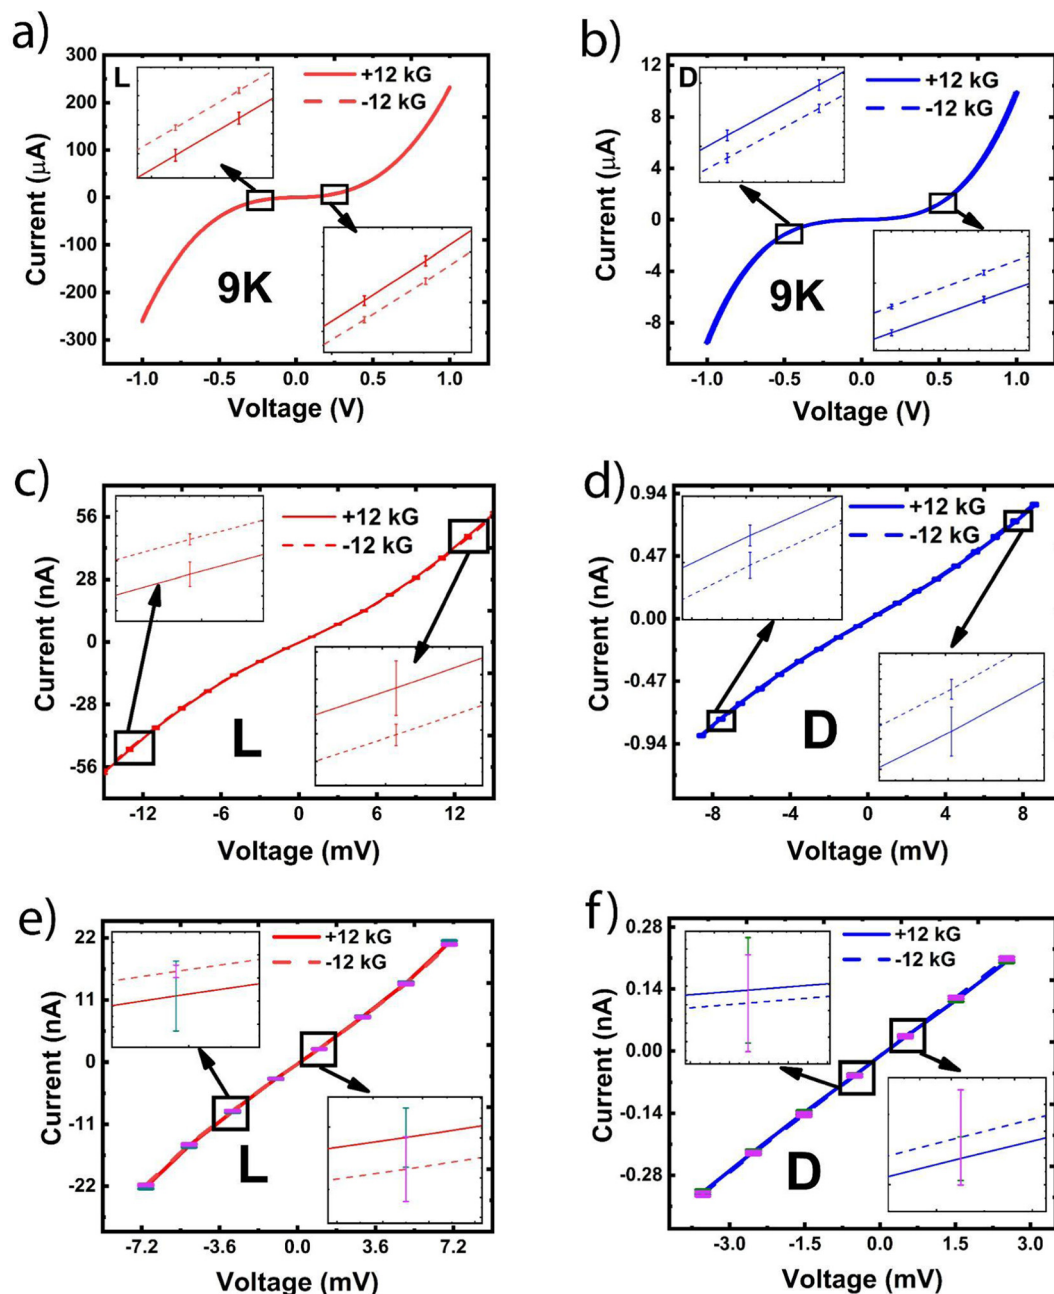 a)
300
200
100
0
-100
-200
-300
Current (μA)
L
+12 kG
-12 kG
9K
-1.0 -0.5 0.0 0.5 1.0
Voltage (V)
b)
12
8
4
0
-4
-8
Current (μA)
D
+12 kG
-12 kG
9K
-1.0 -0.5 0.0 0.5 1.0
Voltage (V)
c)
56
28
0
-28
-56
Current (nA)
+12 kG
-12 kG
L
-12 -8 -4 0 4 8 12
Voltage (mV)
d)
0.94
0.47
0.00
-0.47
-0.94
Current (nA)
+12 kG
-12 kG
D
-8 -4 0 4 8
Voltage (mV)
e)
22
11
0
-11
-22
Current (nA)
+12 kG
-12 kG
L
-7.2 -3.6 0.0 3.6 7.2
Voltage (mV)
f)
0.28
0.14
0.00
-0.14
-0.28
Current (nA)
+12 kG
-12 kG
D
-3.0 -1.5 0.0 1.5 3.0
Voltage (mV)